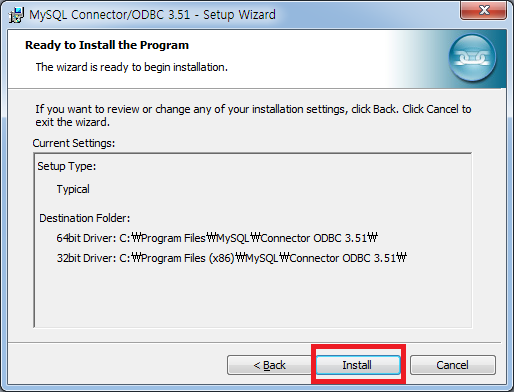 MySQL Connector/ODBC 3.51 - Setup Wizard
Ready to Install the Program
The wizard is ready to begin installation.
If you want to review or change any of your installation settings, click Back. Click Cancel to
exit the wizard.
Current Settings:
Setup Type:
Typical
Destination Folder:
64bit Driver: C:₩Program Files₩MySQL₩Connector ODBC 3.51₩
32bit Driver: C:₩Program Files (x86)₩MySQL₩Connector ODBC 3.51₩
< Back
Install
Cancel